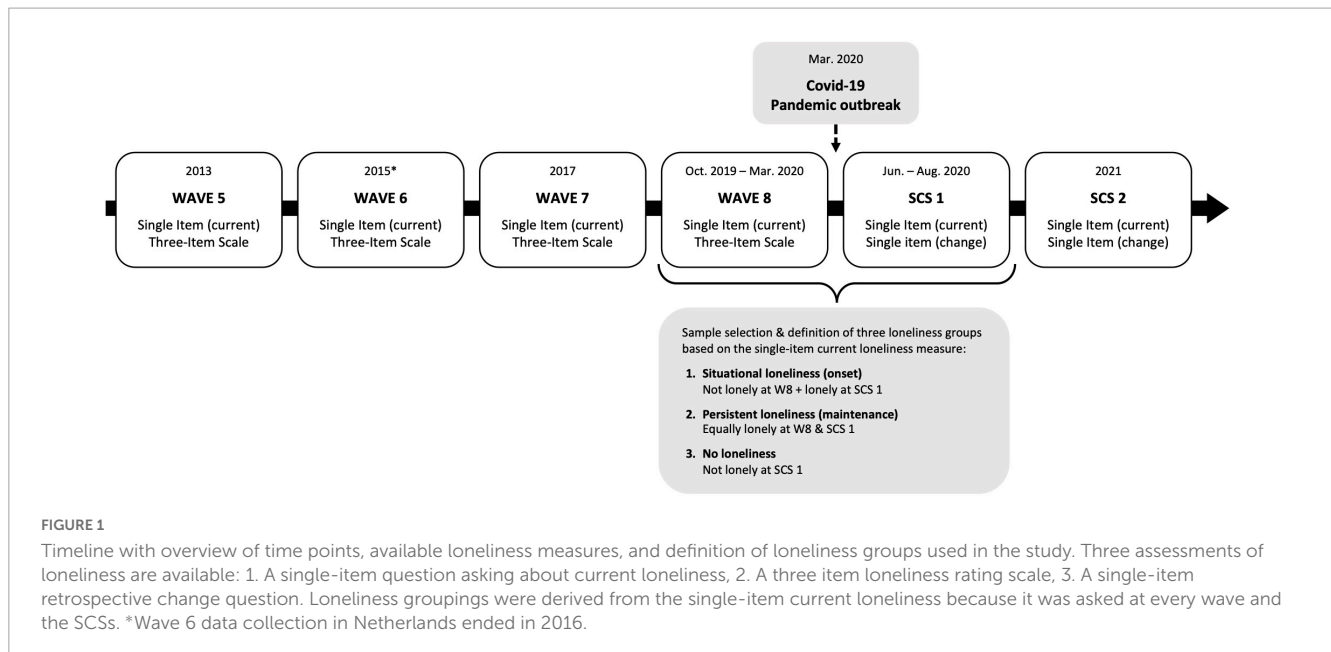 Mar. 2020
Covid-19
Pandemic outbreak
2013
WAVE 5
Single Item (current)
Three-Item Scale
2015*
WAVE 6
Single Item (current)
Three-Item Scale
2017
WAVE 7
Single Item (current)
Three-Item Scale
Oct. 2019 – Mar. 2020
WAVE 8
Single Item (current)
Three-Item Scale
Jun. – Aug. 2020
SCS 1
Single Item (current)
Single item (change)
2021
SCS 2
Single Item (current)
Single Item (change)
Sample selection & definition of three loneliness groups
based on the single-item current loneliness measure:
1. Situational loneliness (onset)
Not lonely at W8 + lonely at SCS 1
2. Persistent loneliness (maintenance)
Equally lonely at W8 & SCS 1
3. No loneliness
Not lonely at SCS 1
FIGURE 1
Timeline with overview of time points, available loneliness measures, and definition of loneliness groups used in the study. Three assessments of
loneliness are available: 1. A single-item question asking about current loneliness, 2. A three item loneliness rating scale, 3. A single-item
retrospective change question. Loneliness groupings were derived from the single-item current loneliness because it was asked at every wave and
the SCSs. *Wave 6 data collection in Netherlands ended in 2016.